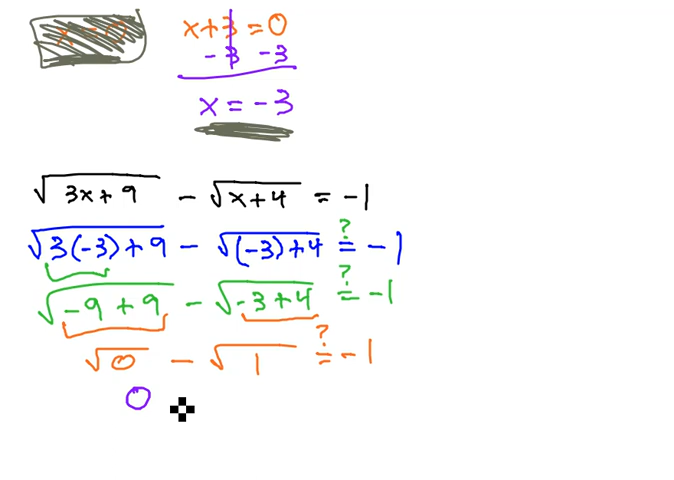 x + 3 = 0
- 3 - 3
x = -3
√(3x + 9) - √(x + 4) = -1
√(3(-3) + 9) - √((-3) + 4) ≟ -1
√(-9 + 9) - √(-3 + 4) ≟ -1
√0 - √1 ≟ -1
0